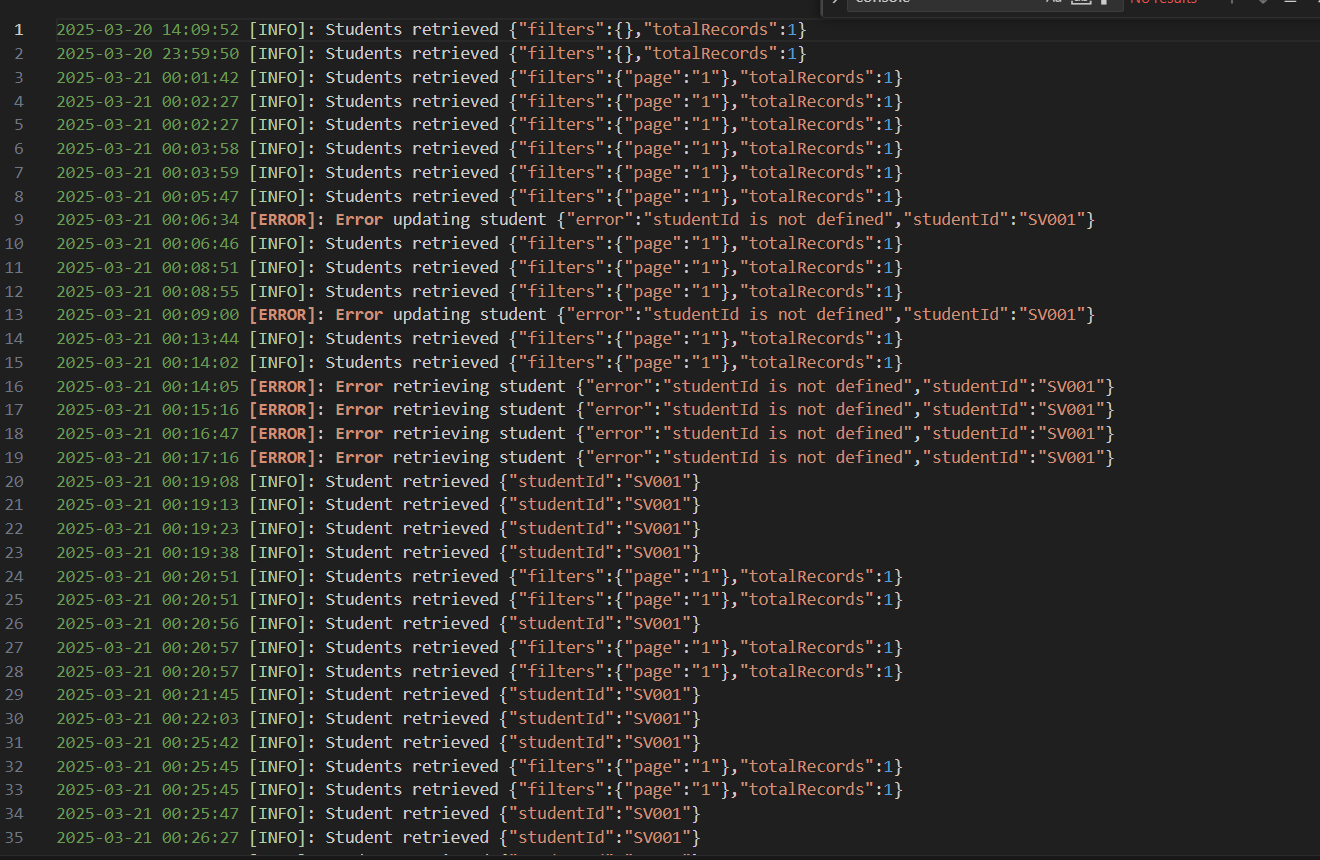 No results
1 2025-03-20 14:09:52 [INFO]: Students retrieved {"filters":{},"totalRecords":1}
2 2025-03-20 23:59:50 [INFO]: Students retrieved {"filters":{},"totalRecords":1}
3 2025-03-21 00:01:42 [INFO]: Students retrieved {"filters":{"page":"1"},"totalRecords":1}
4 2025-03-21 00:02:27 [INFO]: Students retrieved {"filters":{"page":"1"},"totalRecords":1}
5 2025-03-21 00:02:27 [INFO]: Students retrieved {"filters":{"page":"1"},"totalRecords":1}
6 2025-03-21 00:03:58 [INFO]: Students retrieved {"filters":{"page":"1"},"totalRecords":1}
7 2025-03-21 00:03:59 [INFO]: Students retrieved {"filters":{"page":"1"},"totalRecords":1}
8 2025-03-21 00:05:47 [INFO]: Students retrieved {"filters":{"page":"1"},"totalRecords":1}
9 2025-03-21 00:06:34 [ERROR]: Error updating student {"error":"studentId is not defined","studentId":"SV001"}
10 2025-03-21 00:06:46 [INFO]: Students retrieved {"filters":{"page":"1"},"totalRecords":1}
11 2025-03-21 00:08:51 [INFO]: Students retrieved {"filters":{"page":"1"},"totalRecords":1}
12 2025-03-21 00:08:55 [INFO]: Students retrieved {"filters":{"page":"1"},"totalRecords":1}
13 2025-03-21 00:09:00 [ERROR]: Error updating student {"error":"studentId is not defined","studentId":"SV001"}
14 2025-03-21 00:13:44 [INFO]: Students retrieved {"filters":{"page":"1"},"totalRecords":1}
15 2025-03-21 00:14:02 [INFO]: Students retrieved {"filters":{"page":"1"},"totalRecords":1}
16 2025-03-21 00:14:05 [ERROR]: Error retrieving student {"error":"studentId is not defined","studentId":"SV001"}
17 2025-03-21 00:15:16 [ERROR]: Error retrieving student {"error":"studentId is not defined","studentId":"SV001"}
18 2025-03-21 00:16:47 [ERROR]: Error retrieving student {"error":"studentId is not defined","studentId":"SV001"}
19 2025-03-21 00:17:16 [ERROR]: Error retrieving student {"error":"studentId is not defined","studentId":"SV001"}
20 2025-03-21 00:19:08 [INFO]: Student retrieved {"studentId":"SV001"}
21 2025-03-21 00:19:13 [INFO]: Student retrieved {"studentId":"SV001"}
22 2025-03-21 00:19:23 [INFO]: Student retrieved {"studentId":"SV001"}
23 2025-03-21 00:19:38 [INFO]: Student retrieved {"studentId":"SV001"}
24 2025-03-21 00:20:51 [INFO]: Students retrieved {"filters":{"page":"1"},"totalRecords":1}
25 2025-03-21 00:20:51 [INFO]: Students retrieved {"filters":{"page":"1"},"totalRecords":1}
26 2025-03-21 00:20:56 [INFO]: Student retrieved {"studentId":"SV001"}
27 2025-03-21 00:20:57 [INFO]: Students retrieved {"filters":{"page":"1"},"totalRecords":1}
28 2025-03-21 00:20:57 [INFO]: Students retrieved {"filters":{"page":"1"},"totalRecords":1}
29 2025-03-21 00:21:45 [INFO]: Student retrieved {"studentId":"SV001"}
30 2025-03-21 00:22:03 [INFO]: Student retrieved {"studentId":"SV001"}
31 2025-03-21 00:25:42 [INFO]: Student retrieved {"studentId":"SV001"}
32 2025-03-21 00:25:45 [INFO]: Students retrieved {"filters":{"page":"1"},"totalRecords":1}
33 2025-03-21 00:25:45 [INFO]: Students retrieved {"filters":{"page":"1"},"totalRecords":1}
34 2025-03-21 00:25:47 [INFO]: Student retrieved {"studentId":"SV001"}
35 2025-03-21 00:26:27 [INFO]: Student retrieved {"studentId":"SV001"}